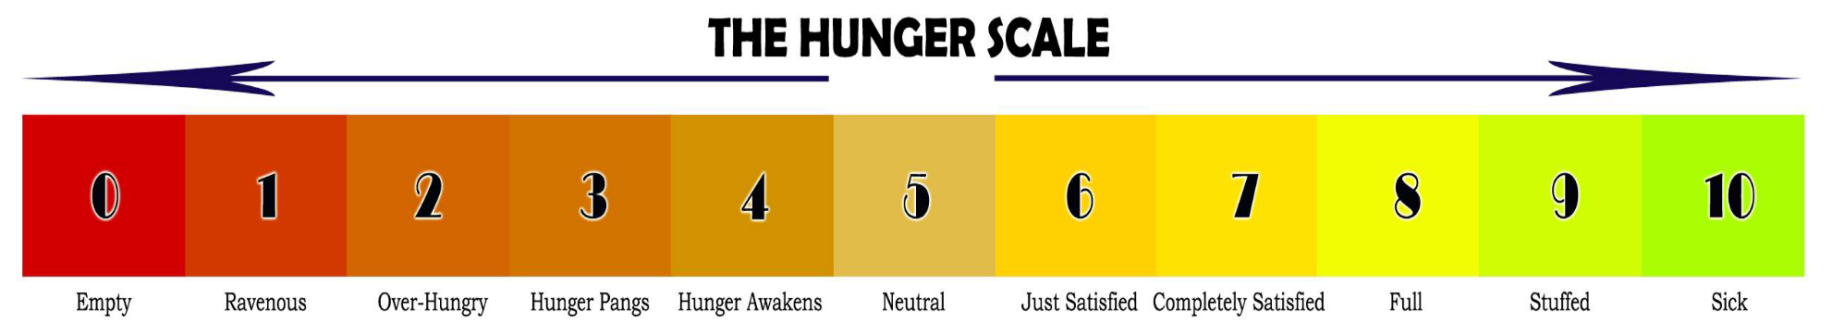 THE HUNGER SCALE
0 1 2 3 4 5 6 7 8 9 10
Empty Ravenous Over-Hungry Hunger Pangs Hunger Awakens Neutral Just Satisfied Completely Satisfied Full Stuffed Sick